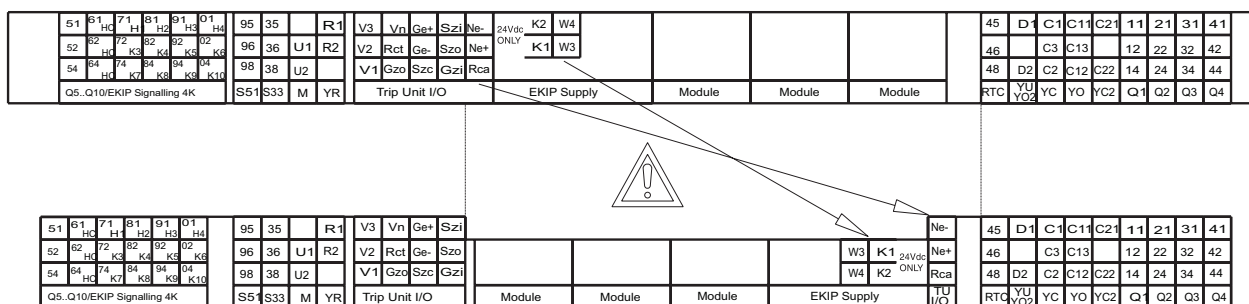 51 61 HC 71 H1 81 H2 91 H3 01 H4 95 35 R1 V3 Vn Ge+ Szi Ne- 24Vdc ONLY K2 W4 45 D1 C1 C11 C21 11 21 31 41
52 62 HC 72 K3 82 K4 92 K5 02 K6 96 36 U1 R2 V2 Rct Ge- Szo Ne+ K1 W3 46 C3 C13 12 22 32 42
54 64 HC 74 K7 84 K8 94 K9 04 K10 98 38 U2 V1 Gzo Szc Gzi Rca 48 D2 C2 C12 C22 14 24 34 44
Q5..Q10/EKIP Signalling 4K S51 S33 M YR Trip Unit I/O EKIP Supply Module Module Module RTC YU YO2 YC YO YC2 Q1 Q2 Q3 Q4
51 61 HC 71 H1 81 H2 91 H3 01 H4 95 35 R1 V3 Vn Ge+ Szi Ne- 45 D1 C1 C11 C21 11 21 31 41
52 62 HC 72 K3 82 K4 92 K5 02 K6 96 36 U1 R2 V2 Rct Ge- Szo W3 K1 24Vdc ONLY Ne+ 46 C3 C13 12 22 32 42
54 64 HC 74 K7 84 K8 94 K9 04 K10 98 38 U2 V1 Gzo Szc Gzi W4 K2 Rca 48 D2 C2 C12 C22 14 24 34 44
Q5..Q10/EKIP Signalling 4K S51 S33 M YR Trip Unit I/O Module Module Module EKIP Supply TU I/O RTC YU YO2 YC YO YC2 Q1 Q2 Q3 Q4